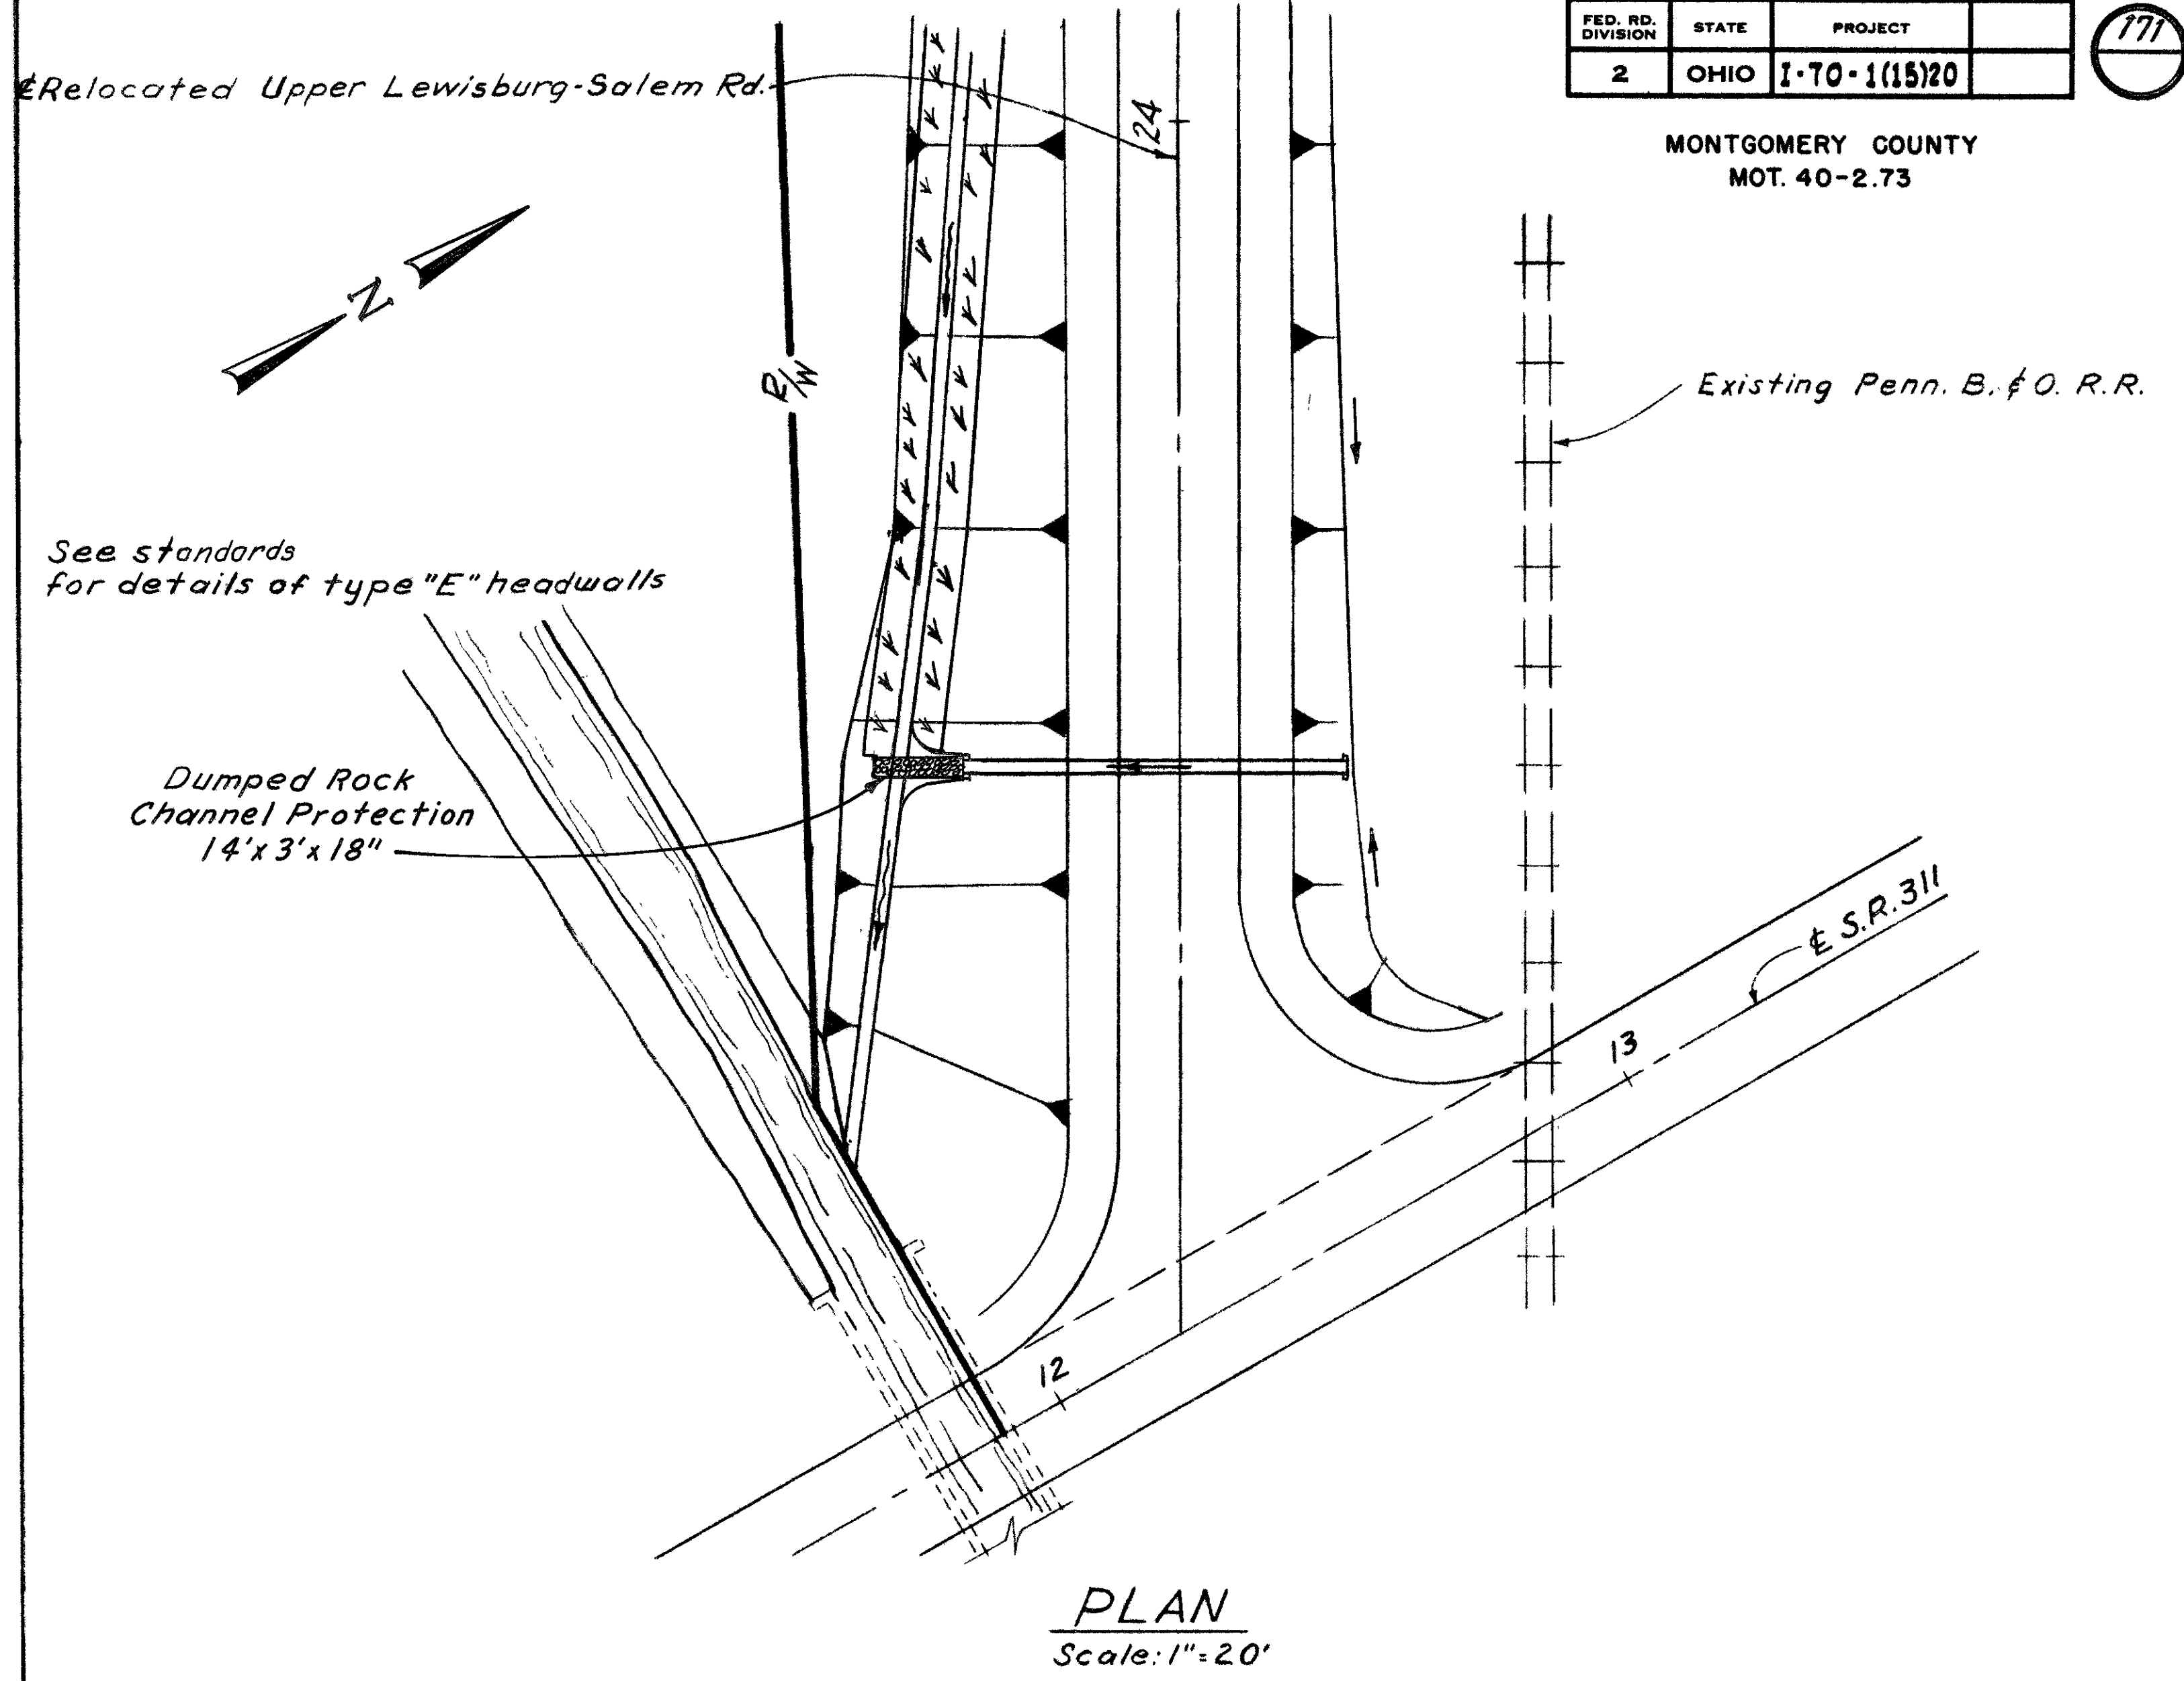 FED. RD. DIVISION STATE PROJECT
2 OHIO I-70-1(15)20
171
MONTGOMERY COUNTY
MOT. 40-2.73
℄ Relocated Upper Lewisburg-Salem Rd.
24
N
R/W
Existing Penn. B. & O. R.R.
See standards
for details of type "E" headwalls
Dumped Rock
Channel Protection
14'x 3'x 18"
℄ S.R. 311
13
12
PLAN
Scale: 1" = 20'